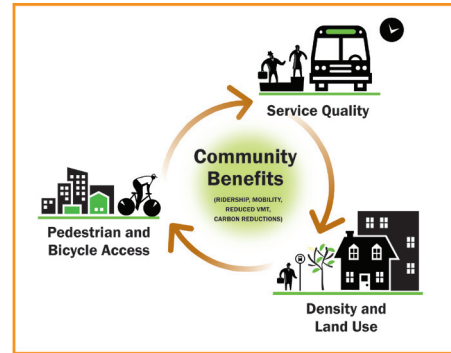 Service Quality
Community
Benefits
(RIDERSHIP, MOBILITY,
REDUCED VMT,
CARBON REDUCTIONS)
Pedestrian and
Bicycle Access
Density and
Land Use